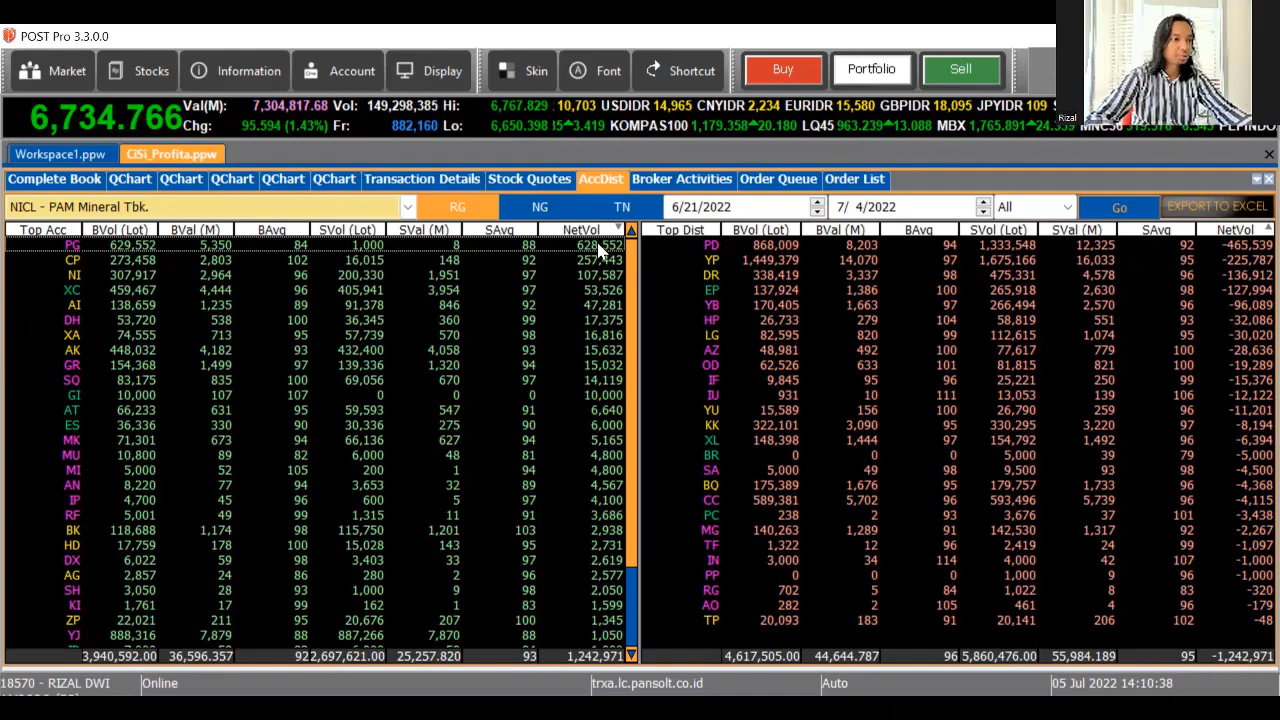 POST Pro 3.3.0.0
Market Stocks Information Account Display Skin Font Shortcut Buy Portfolio Sell
6,734.766 Val(M): 7,304,817.68 Vol: 149,298,385 Hi: 6,767.829 10,703 USDIDR 14,965 CNYIDR 2,234 EURIDR 15,580 GBPIDR 18,095 JPYIDR 109
Chg: 95.594 (1.43%) Fr: 882,160 Lo: 6,650.398 3.419 KOMPAS100 1,179.358 20.180 LQ45 963.239 13.088 MBX 1,765.891
Rizal
Workspace1.ppw CiSi_Profita.ppw
Complete Book QChart QChart QChart QChart QChart Transaction Details Stock Quotes AccDist Broker Activities Order Queue Order List
NICL - PAM Mineral Tbk. RG NG TN 6/21/2022 7/ 4/2022 All Go EXPORT TO EXCEL
Top Acc BVol (Lot) BVal (M) BAvg SVol (Lot) SVal (M) SAvg NetVol Top Dist BVol (Lot) BVal (M) BAvg SVol (Lot) SVal (M) SAvg NetVol (Lot)
PG 629,552 5,350 84 1,000 8 88 628,552 PD 868,009 8,203 94 1,333,548 12,325 92 -465,539
CP 273,458 2,803 102 16,015 148 92 257,443 YP 1,449,379 14,070 97 1,675,166 16,033 95 -225,787
NI 307,917 2,964 96 200,330 1,951 97 107,587 DR 338,419 3,337 98 475,331 4,578 96 -136,912
XC 459,467 4,444 96 405,941 3,954 97 53,526 EP 137,924 1,386 100 265,918 2,630 98 -127,994
AI 138,659 1,235 89 91,378 846 92 47,281 YB 170,405 1,663 97 266,494 2,570 96 -96,089
DH 53,720 538 100 36,345 360 99 17,375 HP 26,733 279 104 58,819 551 93 -32,086
XA 74,555 713 95 57,739 570 98 16,816 LG 82,595 820 99 112,615 1,074 95 -30,020
AK 448,032 4,182 93 432,400 4,058 93 15,632 AZ 48,981 492 100 77,617 779 100 -28,636
GR 154,368 1,499 97 139,336 1,320 94 15,032 OD 62,526 633 101 81,815 821 100 -19,289
SQ 83,175 835 100 69,056 670 97 14,119 IF 9,845 95 96 25,221 250 99 -15,376
GI 10,000 107 107 0 0 0 10,000 IU 931 10 111 13,053 139 106 -12,122
AT 66,233 631 95 59,593 547 91 6,640 YU 15,589 156 100 26,790 259 96 -11,201
ES 36,336 330 90 30,336 275 90 6,000 KK 322,101 3,090 95 330,295 3,220 97 -8,194
MK 71,301 673 94 66,136 627 94 5,165 XL 148,398 1,444 97 154,792 1,492 96 -6,394
MU 10,800 89 82 6,000 48 81 4,800 BR 0 0 0 5,000 39 79 -5,000
MI 5,000 52 105 200 1 94 4,800 SA 5,000 49 98 9,500 93 98 -4,500
AN 8,220 77 94 3,653 32 89 4,567 BQ 175,389 1,676 95 179,757 1,733 96 -4,368
IP 4,700 45 96 600 5 97 4,100 CC 589,381 5,702 96 593,496 5,739 96 -4,115
RF 5,001 49 99 1,315 11 91 3,686 PC 238 2 93 3,676 37 101 -3,438
BK 118,688 1,174 98 115,750 1,201 103 2,938 MG 140,263 1,289 91 142,530 1,317 92 -2,267
HD 17,759 178 100 15,028 143 95 2,731 TF 1,322 12 96 2,419 24 99 -1,097
DX 6,022 59 98 3,403 33 97 2,619 IN 3,000 34 114 4,000 42 107 -1,000
AG 2,857 24 86 280 2 96 2,577 PP 0 0 0 1,000 9 96 -1,000
SH 3,050 28 93 1,000 9 88 2,050 RG 702 5 84 1,022 8 83 -320
KI 1,761 17 99 162 1 94 1,599 AO 282 2 105 461 4 96 -179
ZP 22,021 211 95 20,676 207 100 1,345 TP 20,093 183 91 20,141 206 102 -48
YJ 888,316 7,879 88 887,266 7,870 88 1,050
3,940,592.00 36,596.357 92 2,697,621.00 25,257.820 93 1,242,971 4,617,505.00 44,644.787 96 5,860,476.00 55,984.189 95 -1,242,971
18570 - RIZAL DWI Online trxa.lc.pansolt.co.id Auto 05 Jul 2022 14:10:38